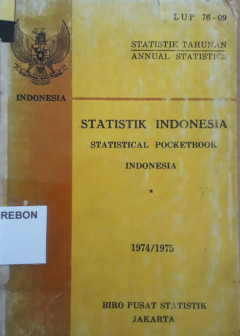 LUP 76-09
STATISTIK TAHUNAN
ANNUAL STATISTICS
INDONESIA
STATISTIK INDONESIA
STATISTICAL POCKETBOOK
INDONESIA
*
REBON
1974/1975
BIRO PUSAT STATISTIK
JAKARTA